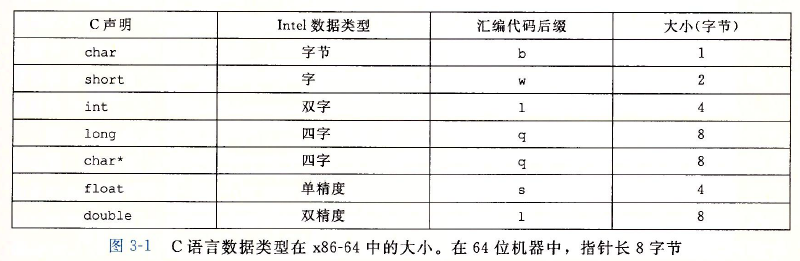 C 声明 Intel 数据类型 汇编代码后缀 大小(字节)
char 字节 b 1
short 字 w 2
int 双字 l 4
long 四字 q 8
char* 四字 q 8
float 单精度 s 4
double 双精度 l 8
图 3-1 C 语言数据类型在 x86-64 中的大小。在 64 位机器中，指针长 8 字节